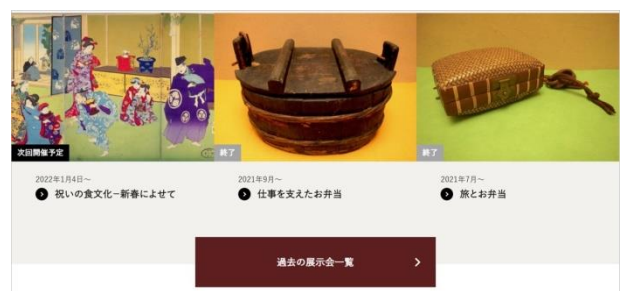 次回開催予定
終了
終了
2022年1月4日〜
祝いの食文化−新春によせて
2021年9月〜
仕事を支えたお弁当
2021年7月〜
旅とお弁当
過去の展示会一覧